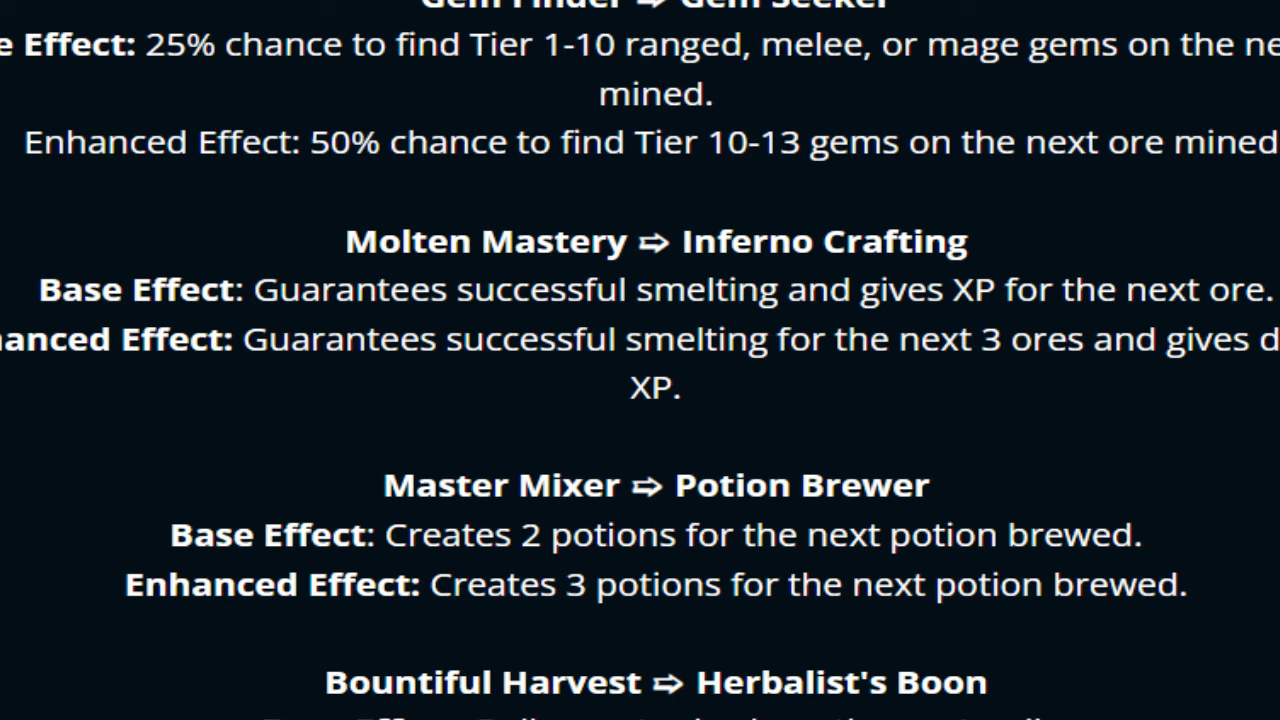 Gem Finder ⇨ Gem Seeker
Effect: 25% chance to find Tier 1-10 ranged, melee, or mage gems on the
mined.
Enhanced Effect: 50% chance to find Tier 10-13 gems on the next ore mined
Molten Mastery ⇨ Inferno Crafting
Base Effect: Guarantees successful smelting and gives XP for the next ore.
Effect: Guarantees successful smelting for the next 3 ores and gives
XP.
Master Mixer ⇨ Potion Brewer
Base Effect: Creates 2 potions for the next potion brewed.
Enhanced Effect: Creates 3 potions for the next potion brewed.
Bountiful Harvest ⇨ Herbalist's Boon